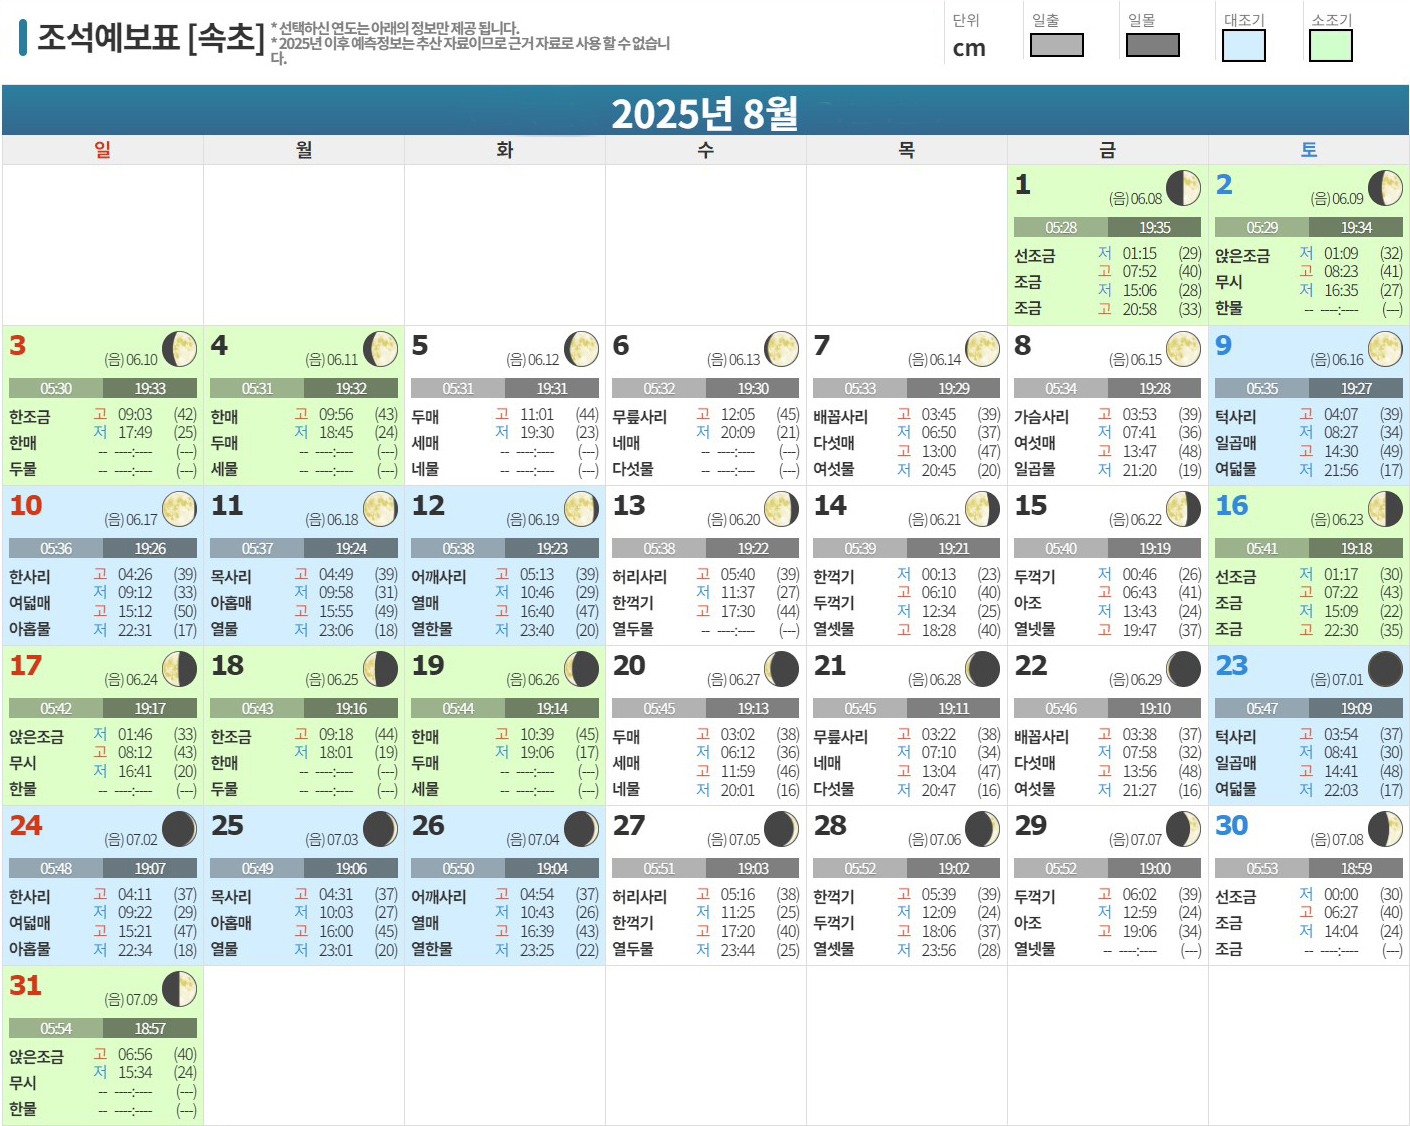 조석예보표 [속초]
* 선택하신 연도는 아래의 정보만 제공 됩니다.
* 2025년 이후 예측정보는 추산 자료이므로 근거 자료로 사용 할 수 없습니
다.
단위 일출 일몰 대조기 소조기
cm
2025년 8월
일 월 화 수 목 금 토
1 (음) 06.08
05:28 19:35
선조금 조금 조금
저 01:15 (29)
고 07:52 (40)
저 15:06 (28)
고 20:58 (33)
2 (음) 06.09
05:29 19:34
앉은조금 무시 한물
저 01:09 (32)
고 08:23 (41)
저 16:35 (27)
-- ----:---- (---)
3 (음) 06.10
05:30 19:33
한조금 한매 두물
고 09:03 (42)
저 17:49 (25)
-- ----:---- (---)
-- ----:---- (---)
4 (음) 06.11
05:31 19:32
한매 두매 세물
고 09:56 (43)
저 18:45 (24)
-- ----:---- (---)
-- ----:---- (---)
5 (음) 06.12
05:31 19:31
두매 세매 네물
고 11:01 (44)
저 19:30 (23)
-- ----:---- (---)
-- ----:---- (---)
6 (음) 06.13
05:32 19:30
무릎사리 네매 다섯물
고 12:05 (45)
저 20:09 (21)
-- ----:---- (---)
-- ----:---- (---)
7 (음) 06.14
05:33 19:29
배꼽사리 다섯매 여섯물
고 03:45 (39)
저 06:50 (37)
고 13:00 (47)
저 20:45 (20)
8 (음) 06.15
05:34 19:28
가슴사리 여섯매 일곱물
고 03:53 (39)
저 07:41 (36)
고 13:47 (48)
저 21:20 (19)
9 (음) 06.16
05:35 19:27
턱사리 일곱매 여덟물
고 04:07 (39)
저 08:27 (34)
고 14:30 (49)
저 21:56 (17)
10 (음) 06.17
05:36 19:26
한사리 여덟매 아홉물
고 04:26 (39)
저 09:12 (33)
고 15:12 (50)
저 22:31 (17)
11 (음) 06.18
05:37 19:24
목사리 아홉매 열물
고 04:49 (39)
저 09:58 (31)
고 15:55 (49)
저 23:06 (18)
12 (음) 06.19
05:38 19:23
어깨사리 열매 열한물
고 05:13 (39)
저 10:46 (29)
고 16:40 (47)
저 23:40 (20)
13 (음) 06.20
05:38 19:22
허리사리 한꺽기 열두물
고 05:40 (39)
저 11:37 (27)
고 17:30 (44)
-- ----:---- (---)
14 (음) 06.21
05:39 19:21
한꺽기 두꺽기 열셋물
저 00:13 (23)
고 06:10 (40)
저 12:34 (25)
고 18:28 (40)
15 (음) 06.22
05:40 19:19
두꺽기 아조 열넷물
저 00:46 (26)
고 06:43 (41)
저 13:43 (24)
고 19:47 (37)
16 (음) 06.23
05:41 19:18
선조금 조금 조금
저 01:17 (30)
고 07:22 (43)
저 15:09 (22)
고 22:30 (35)
17 (음) 06.24
05:42 19:17
앉은조금 무시 한물
저 01:46 (33)
고 08:12 (43)
저 16:41 (20)
-- ----:---- (---)
18 (음) 06.25
05:43 19:16
한조금 한매 두물
고 09:18 (44)
저 18:01 (19)
-- ----:---- (---)
-- ----:---- (---)
19 (음) 06.26
05:44 19:14
한매 두매 세물
고 10:39 (45)
저 19:06 (17)
-- ----:---- (---)
-- ----:---- (---)
20 (음) 06.27
05:45 19:13
두매 세매 네물
고 03:02 (38)
저 06:12 (36)
고 11:59 (46)
저 20:01 (16)
21 (음) 06.28
05:45 19:11
무릎사리 네매 다섯물
고 03:22 (38)
저 07:10 (34)
고 13:04 (47)
저 20:47 (16)
22 (음) 06.29
05:46 19:10
배꼽사리 다섯매 여섯물
고 03:38 (37)
저 07:58 (32)
고 13:56 (48)
저 21:27 (16)
23 (음) 07.01
05:47 19:09
턱사리 일곱매 여덟물
고 03:54 (37)
저 08:41 (30)
고 14:41 (48)
저 22:03 (17)
24 (음) 07.02
05:48 19:07
한사리 여덟매 아홉물
고 04:11 (37)
저 09:22 (29)
고 15:21 (47)
저 22:34 (18)
25 (음) 07.03
05:49 19:06
목사리 아홉매 열물
고 04:31 (37)
저 10:03 (27)
고 16:00 (45)
저 23:01 (20)
26 (음) 07.04
05:50 19:04
어깨사리 열매 열한물
고 04:54 (37)
저 10:43 (26)
고 16:39 (43)
저 23:25 (22)
27 (음) 07.05
05:51 19:03
허리사리 한꺽기 열두물
고 05:16 (38)
저 11:25 (25)
고 17:20 (40)
저 23:44 (25)
28 (음) 07.06
05:52 19:02
한꺽기 두꺽기 열셋물
고 05:39 (39)
저 12:09 (24)
고 18:06 (37)
저 23:56 (28)
29 (음) 07.07
05:52 19:00
두꺽기 아조 열넷물
고 06:02 (39)
저 12:59 (24)
고 19:06 (34)
-- ----:---- (---)
30 (음) 07.08
05:53 18:59
선조금 조금 조금
저 00:00 (30)
고 06:27 (40)
저 14:04 (24)
-- ----:---- (---)
31 (음) 07.09
05:54 18:57
앉은조금 무시 한물
고 06:56 (40)
저 15:34 (24)
-- ----:---- (---)
-- ----:---- (---)